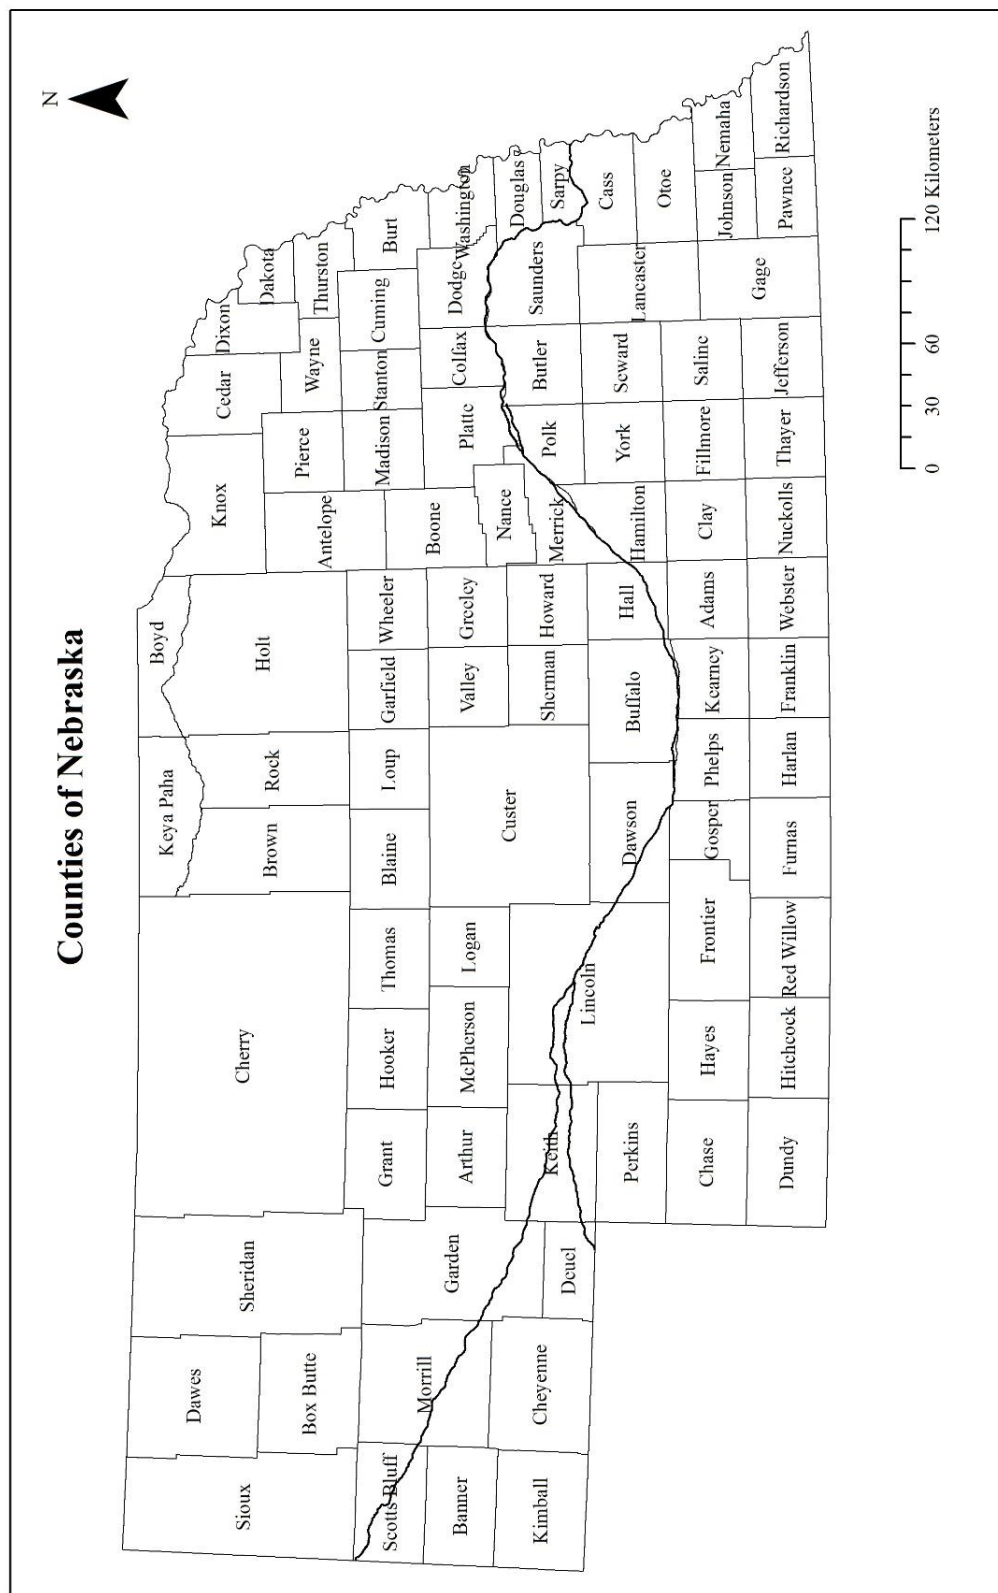 Counties of Nebraska
N
Sioux
Dawes
Box Butte
Sheridan
Cherry
Keya Paha
Boyd
Brown
Rock
Holt
Knox
Cedar
Dixon
Dakota
Antelope
Pierce
Wayne
Thurston
Scotts Bluff
Banner
Kimball
Morrill
Cheyenne
Garden
Deuel
Grant
Hooker
Thomas
Blaine
Loup
Garfield
Wheeler
Madison
Stanton
Cuming
Burt
Arthur
McPherson
Logan
Custer
Valley
Greeley
Boone
Platte
Colfax
Dodge
Washington
Keith
Lincoln
Sherman
Howard
Nance
Merrick
Polk
Butler
Saunders
Douglas
Sarpy
Perkins
Dawson
Buffalo
Hall
Hamilton
York
Seward
Lancaster
Cass
Otoe
Chase
Hayes
Frontier
Gosper
Phelps
Kearney
Adams
Clay
Fillmore
Saline
Gage
Johnson
Nemaha
Dundy
Hitchcock
Red Willow
Furnas
Harlan
Franklin
Webster
Nuckolls
Thayer
Jefferson
Pawnee
Richardson
0 30 60 120 Kilometers